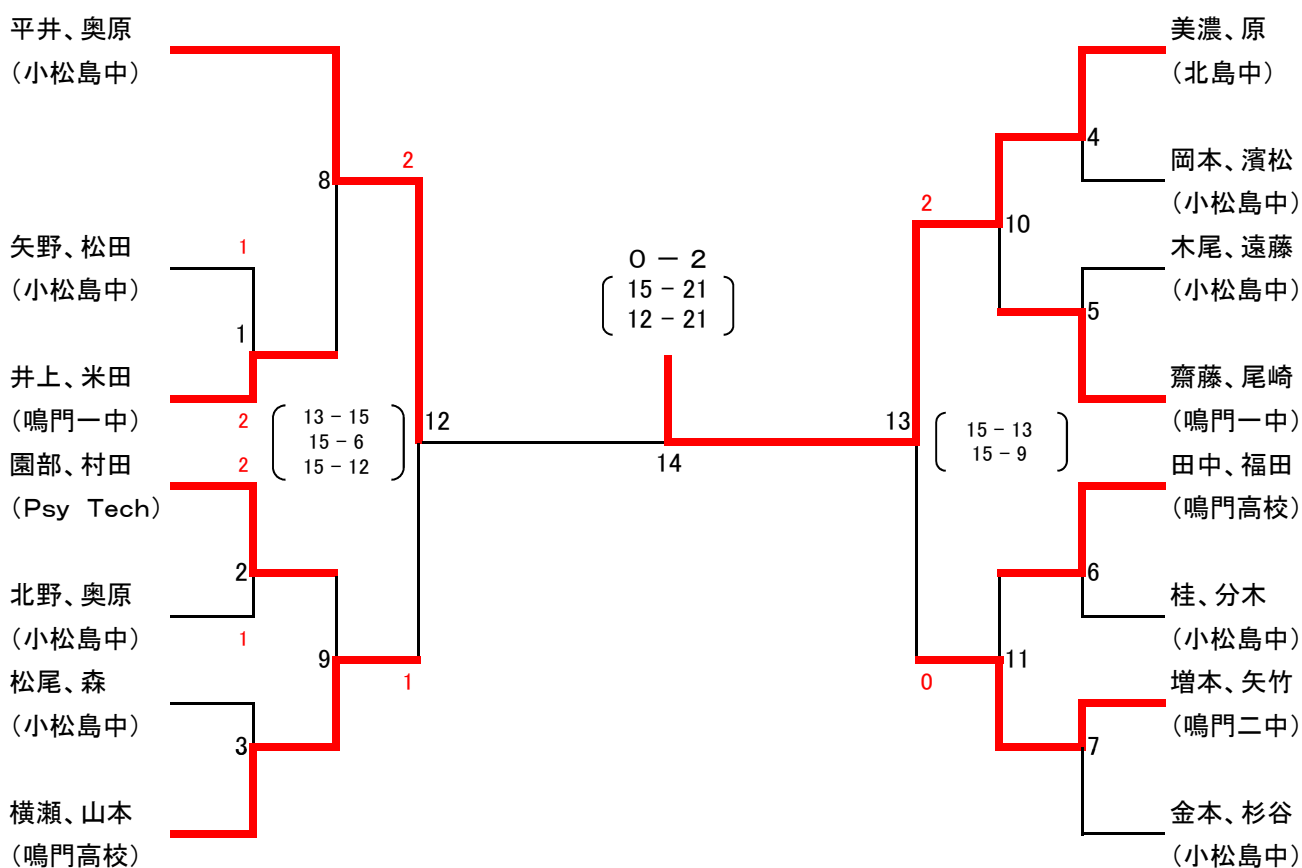 平井、奥原
(小松島中)
8
2
矢野、松田
(小松島中)
1
1
井上、米田
(鳴門一中)
2
13 − 15
15 − 6
15 − 12
12
園部、村田
(Psy Tech)
2
2
北野、奥原
(小松島中)
1
9
1
松尾、森
(小松島中)
3
横瀬、山本
(鳴門高校)
0 − 2
15 − 21
12 − 21
14
美濃、原
(北島中)
4
岡本、濱松
(小松島中)
2
10
木尾、遠藤
(小松島中)
5
齋藤、尾崎
(鳴門一中)
13
15 − 13
15 − 9
田中、福田
(鳴門高校)
6
桂、分木
(小松島中)
11
0
増本、矢竹
(鳴門二中)
7
金本、杉谷
(小松島中)